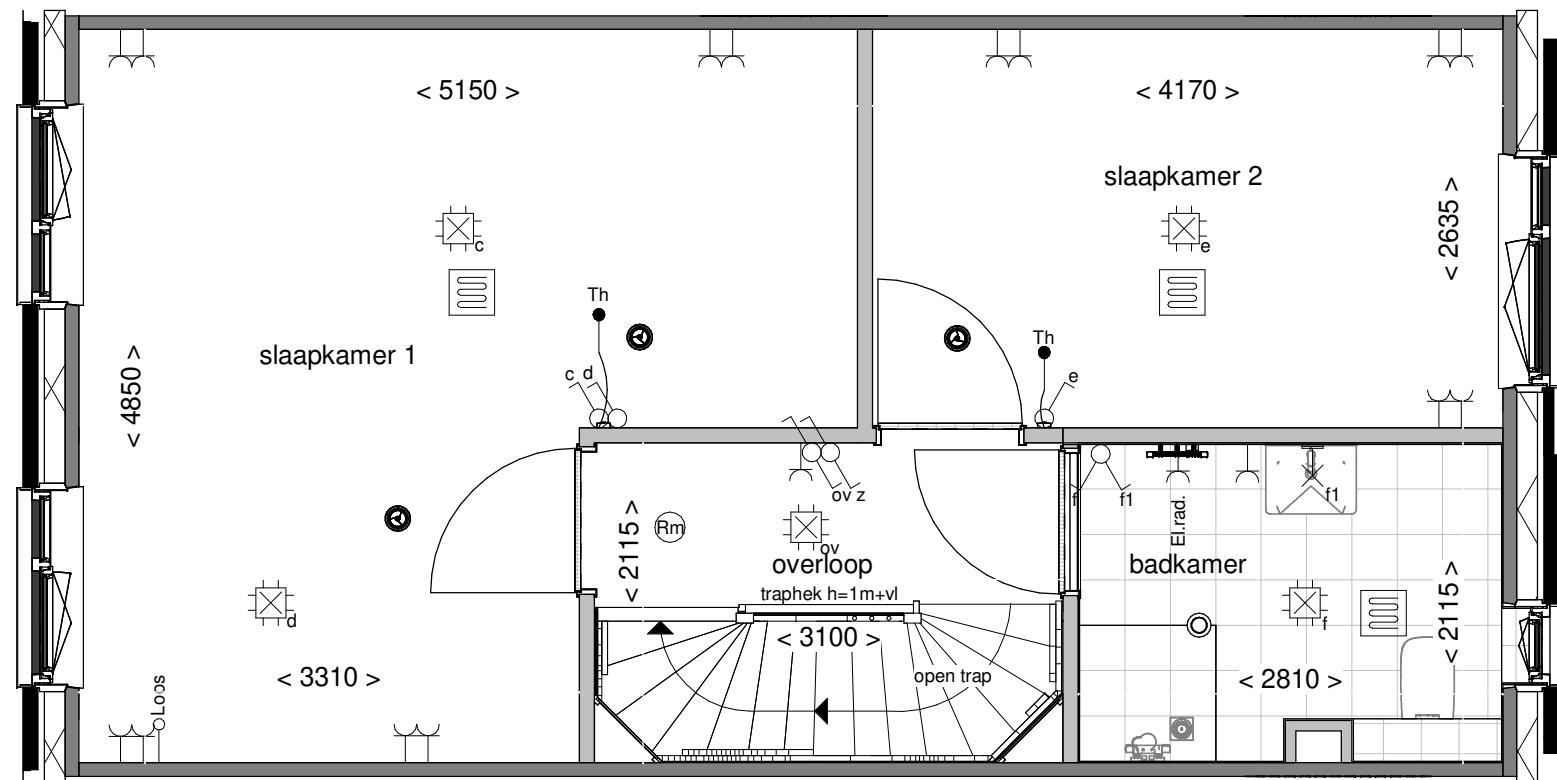 < 5150 >
< 4170 >
slaapkamer 2
< 2635 >
c
e
Th
Th
slaapkamer 1
< 4850 >
c d
e
ov z
f
f1
f1
El.rad.
< 2115 >
Rm
ov
overloop
badkamer
traphek h=1m+vl
d
f
< 2115 >
< 3100 >
open trap
< 3310 >
< 2810 >
Loos